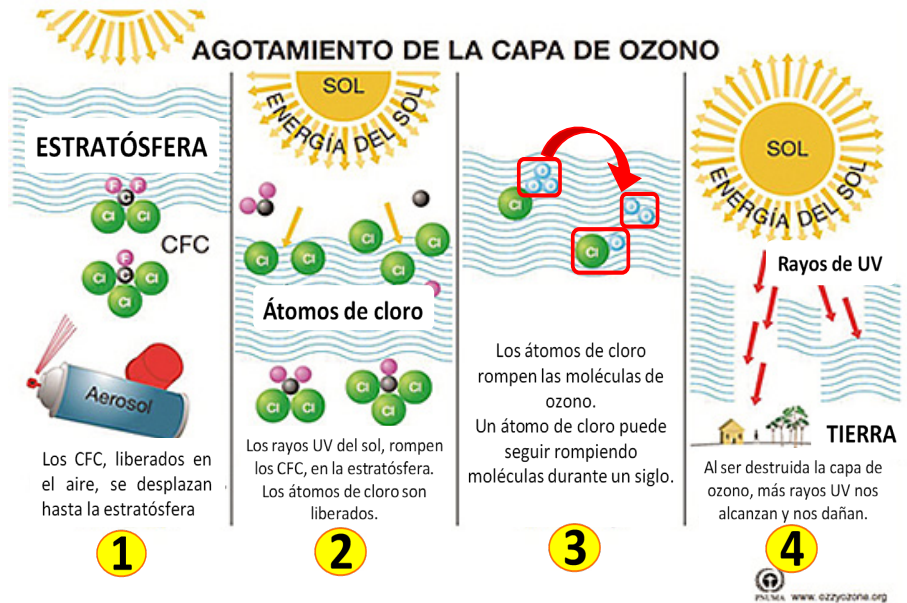 AGOTAMIENTO DE LA CAPA DE OZONO
ESTRATÓSFERA
F F
C
Cl Cl
CFC
F
C
Cl Cl
Cl
Aerosol
Los CFC, liberados en
el aire, se desplazan
hasta la estratósfera
1
SOL
ENERGÍA DEL SOL
Cl Cl Cl Cl
Cl
Átomos de cloro
Cl Cl Cl Cl
Cl
Los rayos UV del sol, rompen
los CFC, en la estratósfera.
Los átomos de cloro son
liberados.
2
Cl
Cl
Los átomos de cloro
rompen las moléculas de
ozono.
Un átomo de cloro puede
seguir rompiendo
moléculas durante un siglo.
3
SOL
ENERGÍA DEL SOL
Rayos de UV
TIERRA
Al ser destruida la capa de
ozono, más rayos UV nos
alcanzan y nos dañan.
4
PNUMA www.ozzyozone.org